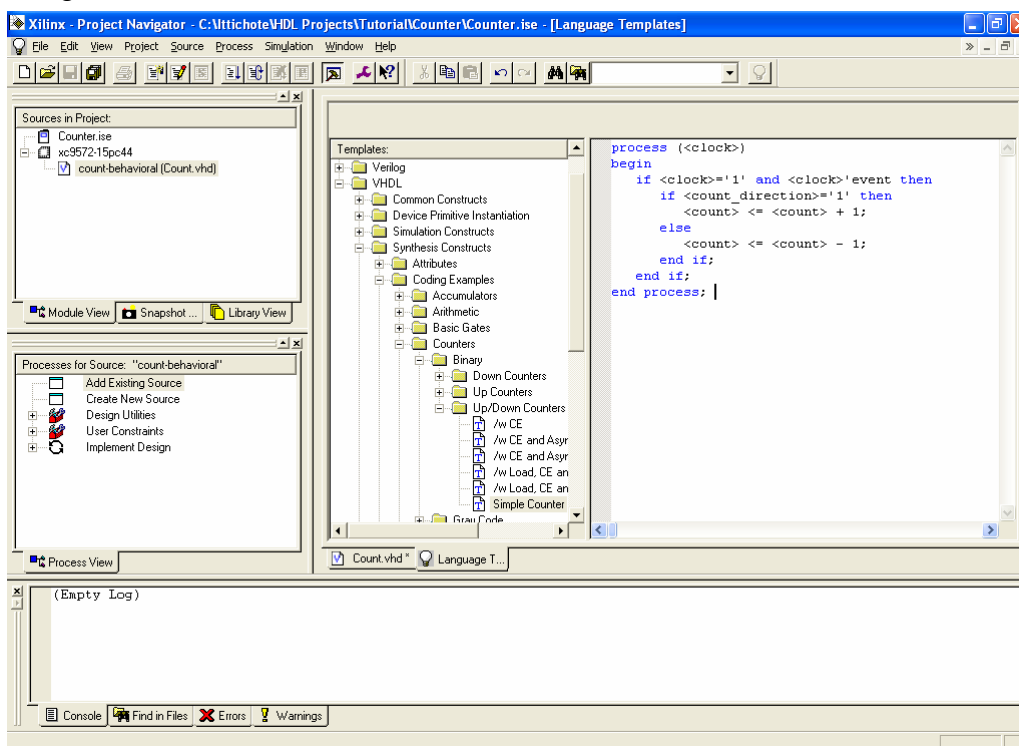 Xilinx - Project Navigator - C:\Ittichote\HDL Projects\Tutorial\Counter\Counter.ise - [Language Templates]
File Edit View Project Source Process Simulation Window Help
Sources in Project:
Counter.ise
xc9572-15pc44
count-behavioral (Count.vhd)
Module View Snapshot ... Library View
Processes for Source: "count-behavioral"
Add Existing Source
Create New Source
Design Utilities
User Constraints
Implement Design
Process View
Templates:
Verilog
VHDL
Common Constructs
Device Primitive Instantiation
Simulation Constructs
Synthesis Constructs
Attributes
Coding Examples
Accumulators
Arithmetic
Basic Gates
Counters
Binary
Down Counters
Up Counters
Up/Down Counters
/w CE
/w CE and Asyr
/w CE and Asyr
/w Load, CE an
/w Load, CE an
Simple Counter
Gray Code
process (<clock>)
begin
if <clock>='1' and <clock>'event then
if <count_direction>='1' then
<count> <= <count> + 1;
else
<count> <= <count> - 1;
end if;
end if;
end process;
Count.vhd * Language T...
(Empty Log)
Console Find in Files Errors Warnings